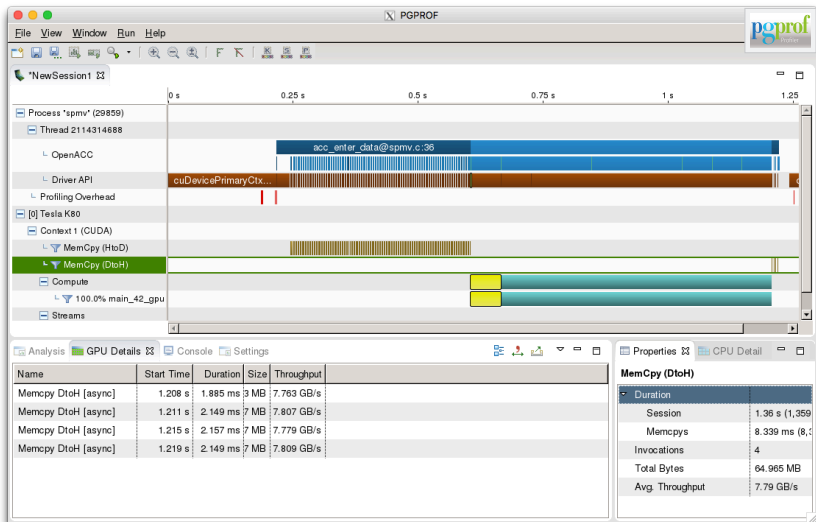 PGPROF
File View Window Run Help
pgprof
*NewSession1
0 s 0.25 s 0.5 s 0.75 s 1 s 1.25
Process "spmv" (29859)
Thread 2114314688
OpenACC
acc_enter_data@spmv.c:36
Driver API
cuDevicePrimaryCtx...
Profiling Overhead
[0] Tesla K80
Context 1 (CUDA)
MemCpy (HtoD)
MemCpy (DtoH)
Compute
100.0% main_42_gpu
Streams
Analysis GPU Details Console Settings
Name Start Time Duration Size Throughput
Memcpy DtoH [async] 1.208 s 1.885 ms 3 MB 7.763 GB/s
Memcpy DtoH [async] 1.211 s 2.149 ms 7 MB 7.807 GB/s
Memcpy DtoH [async] 1.215 s 2.157 ms 7 MB 7.779 GB/s
Memcpy DtoH [async] 1.219 s 2.149 ms 7 MB 7.809 GB/s
Properties CPU Detail
MemCpy (DtoH)
Duration
Session 1.36 s (1,359
Memcpys 8.339 ms (8,
Invocations 4
Total Bytes 64.965 MB
Avg. Throughput 7.79 GB/s